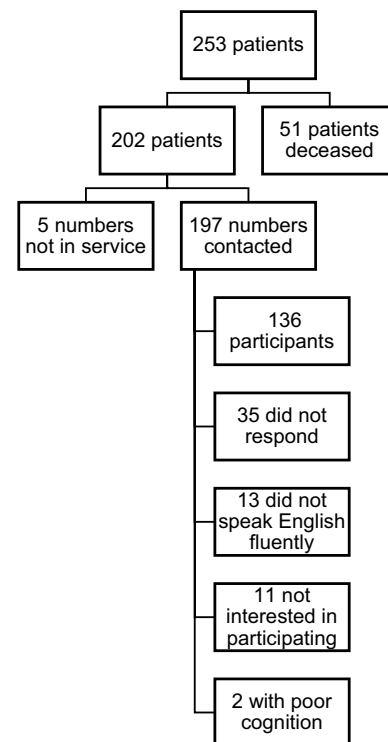 253 patients
202 patients
51 patients
deceased
5 numbers
not in service
197 numbers
contacted
136
participants
35 did not
respond
13 did not
speak English
fluently
11 not
interested in
participating
2 with poor
cognition